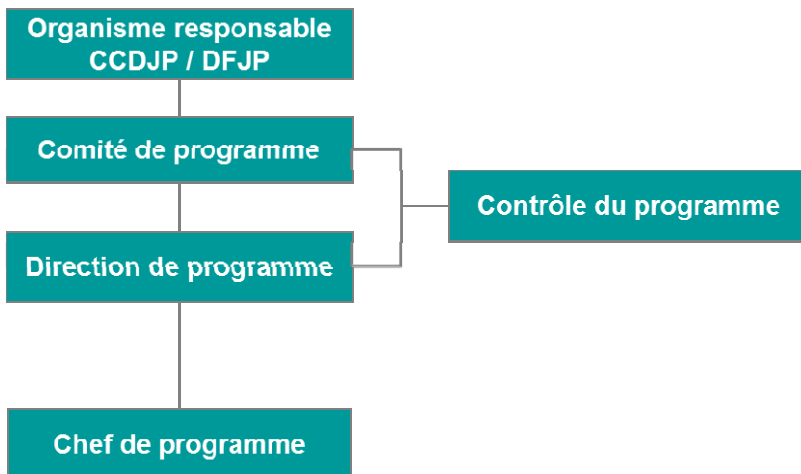 Organisme responsable
CCDJP / DFJP
Comité de programme
Contrôle du programme
Direction de programme
Chef de programme